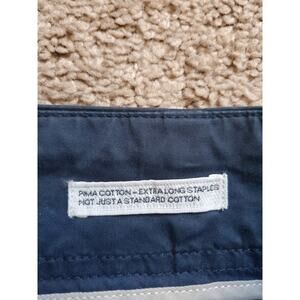 PIMA COTTON – EXTRA LONG STAPLES
NOT JUST A STANDARD COTTON